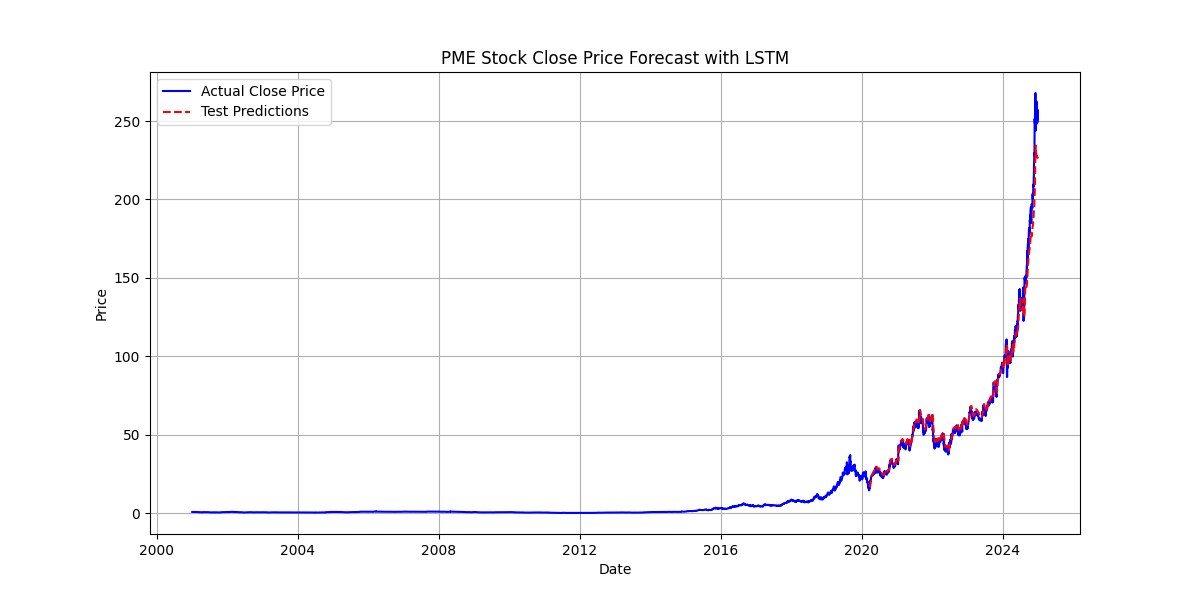 PME Stock Close Price Forecast with LSTM
Actual Close Price
Test Predictions
250
200
150
100
50
0
Price
2000 2004 2008 2012 2016 2020 2024
Date